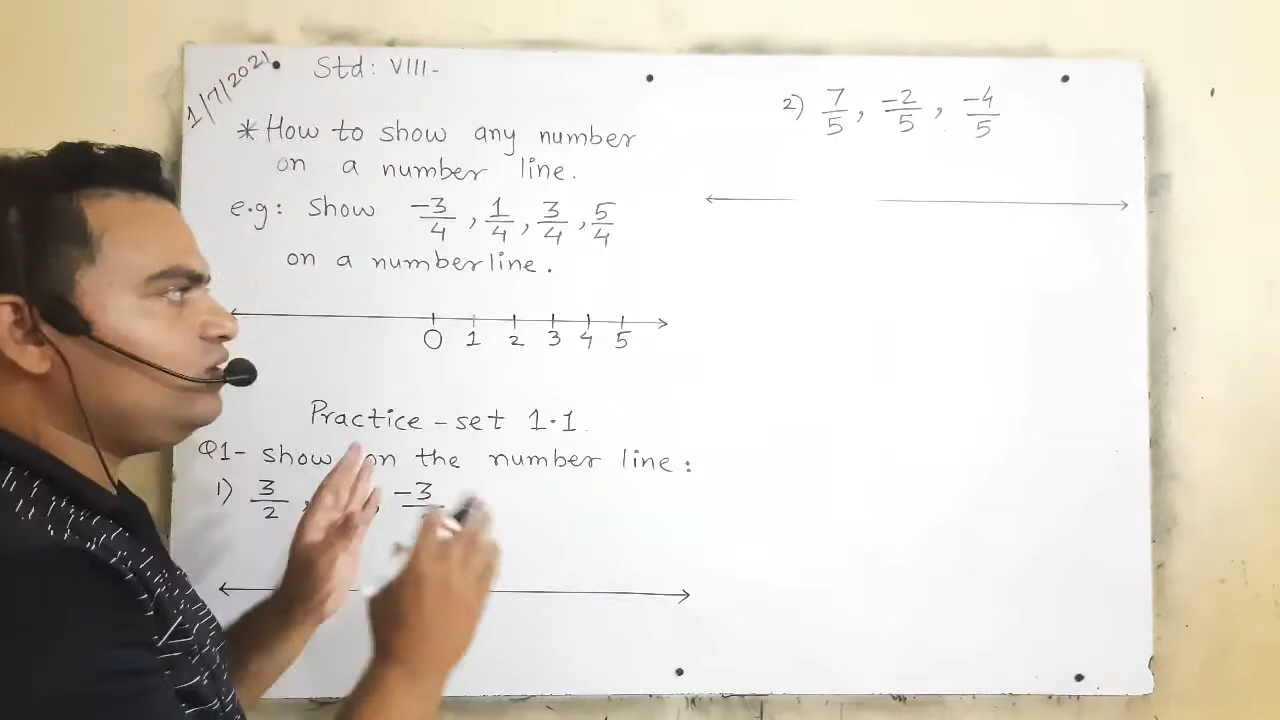 1/7/2021
Std: VIII-
*How to show any number
on a number line.
e.g: Show -3/4, 1/4, 3/4, 5/4
on a numberline.
0 1 2 3 4 5
Practice-set 1.1
Q1- show on the number line:
1) 3/2, , -3
2) 7/5, -2/5, -4/5